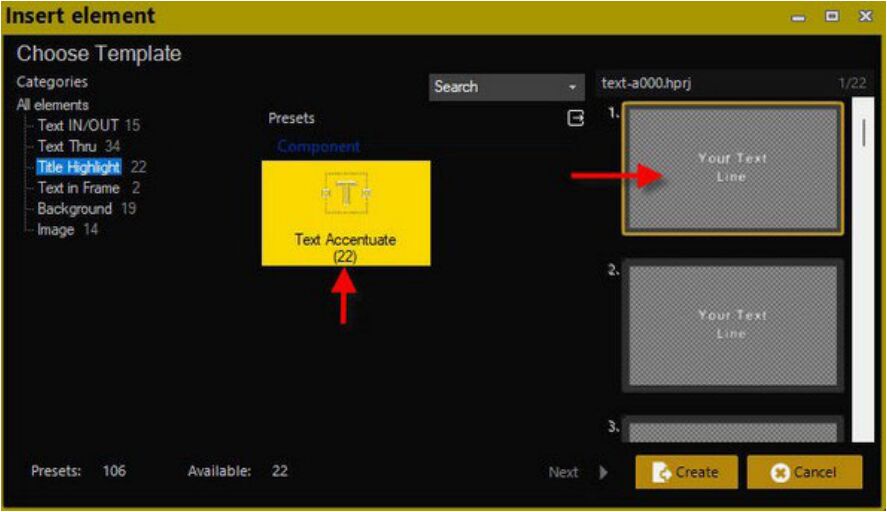 Insert element
Choose Template
Categories
All elements
Text IN/OUT 15
Text Thru 34
Title Highlight 22
Text in Frame 2
Background 19
Image 14
Search
Presets
Component
T
Text Accentuate
(22)
text-a000.hprj 1/22
1.
Your Text
Line
2.
Your Text
Line
3.
Presets: 106 Available: 22
Next
Create
Cancel